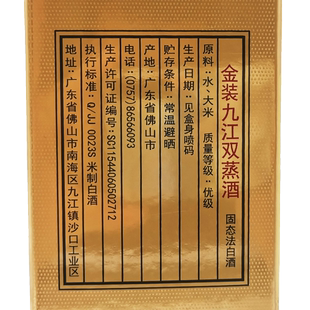 金装九江双蒸酒
固态法白酒
原料：水、大米 质量等级：优级
生产日期：见盒身喷码
贮存条件：常温避晒
产地：广东省佛山市
电话：(0757)86566093
生产许可证编号：SC11544060502712
执行标准：Q/JJ 0023S 米制白酒
地址：广东省佛山市南海区九江镇沙口工业区